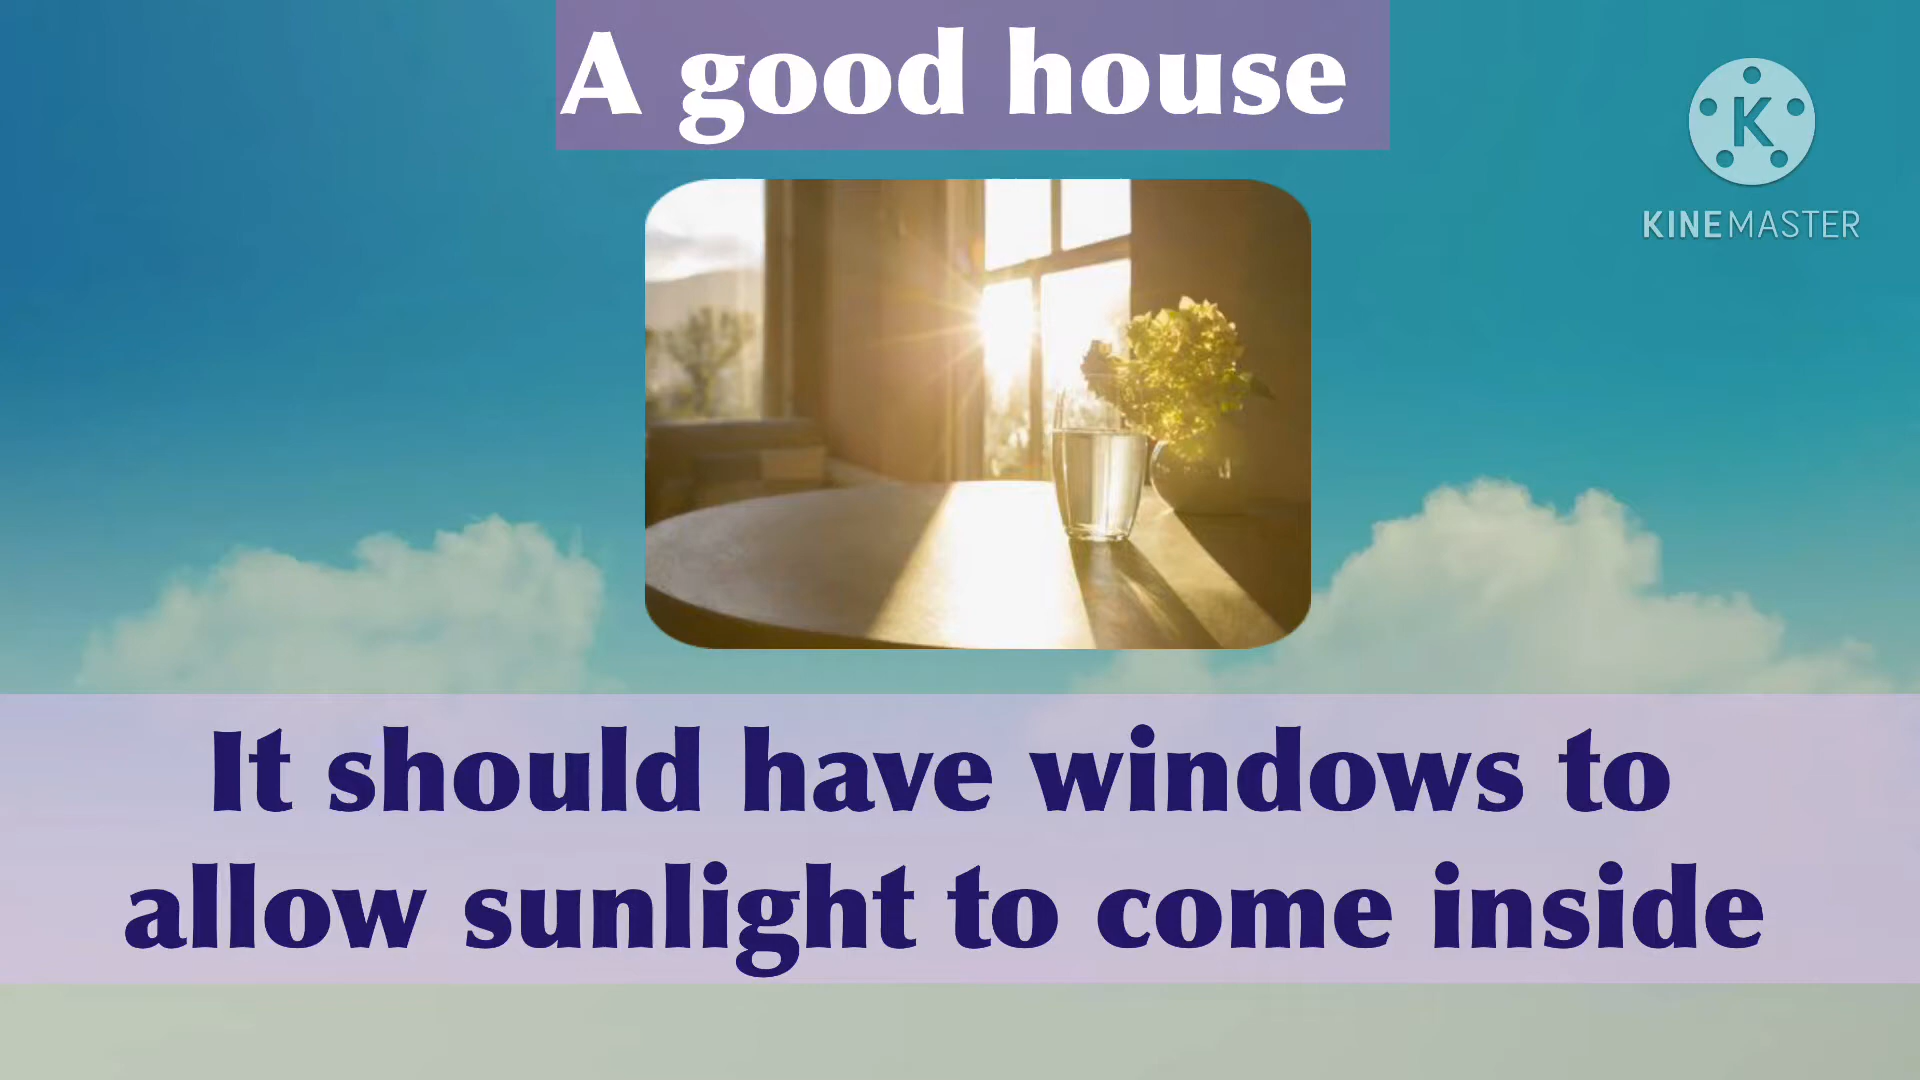 A good house
K
KINEMASTER
It should have windows to
allow sunlight to come inside